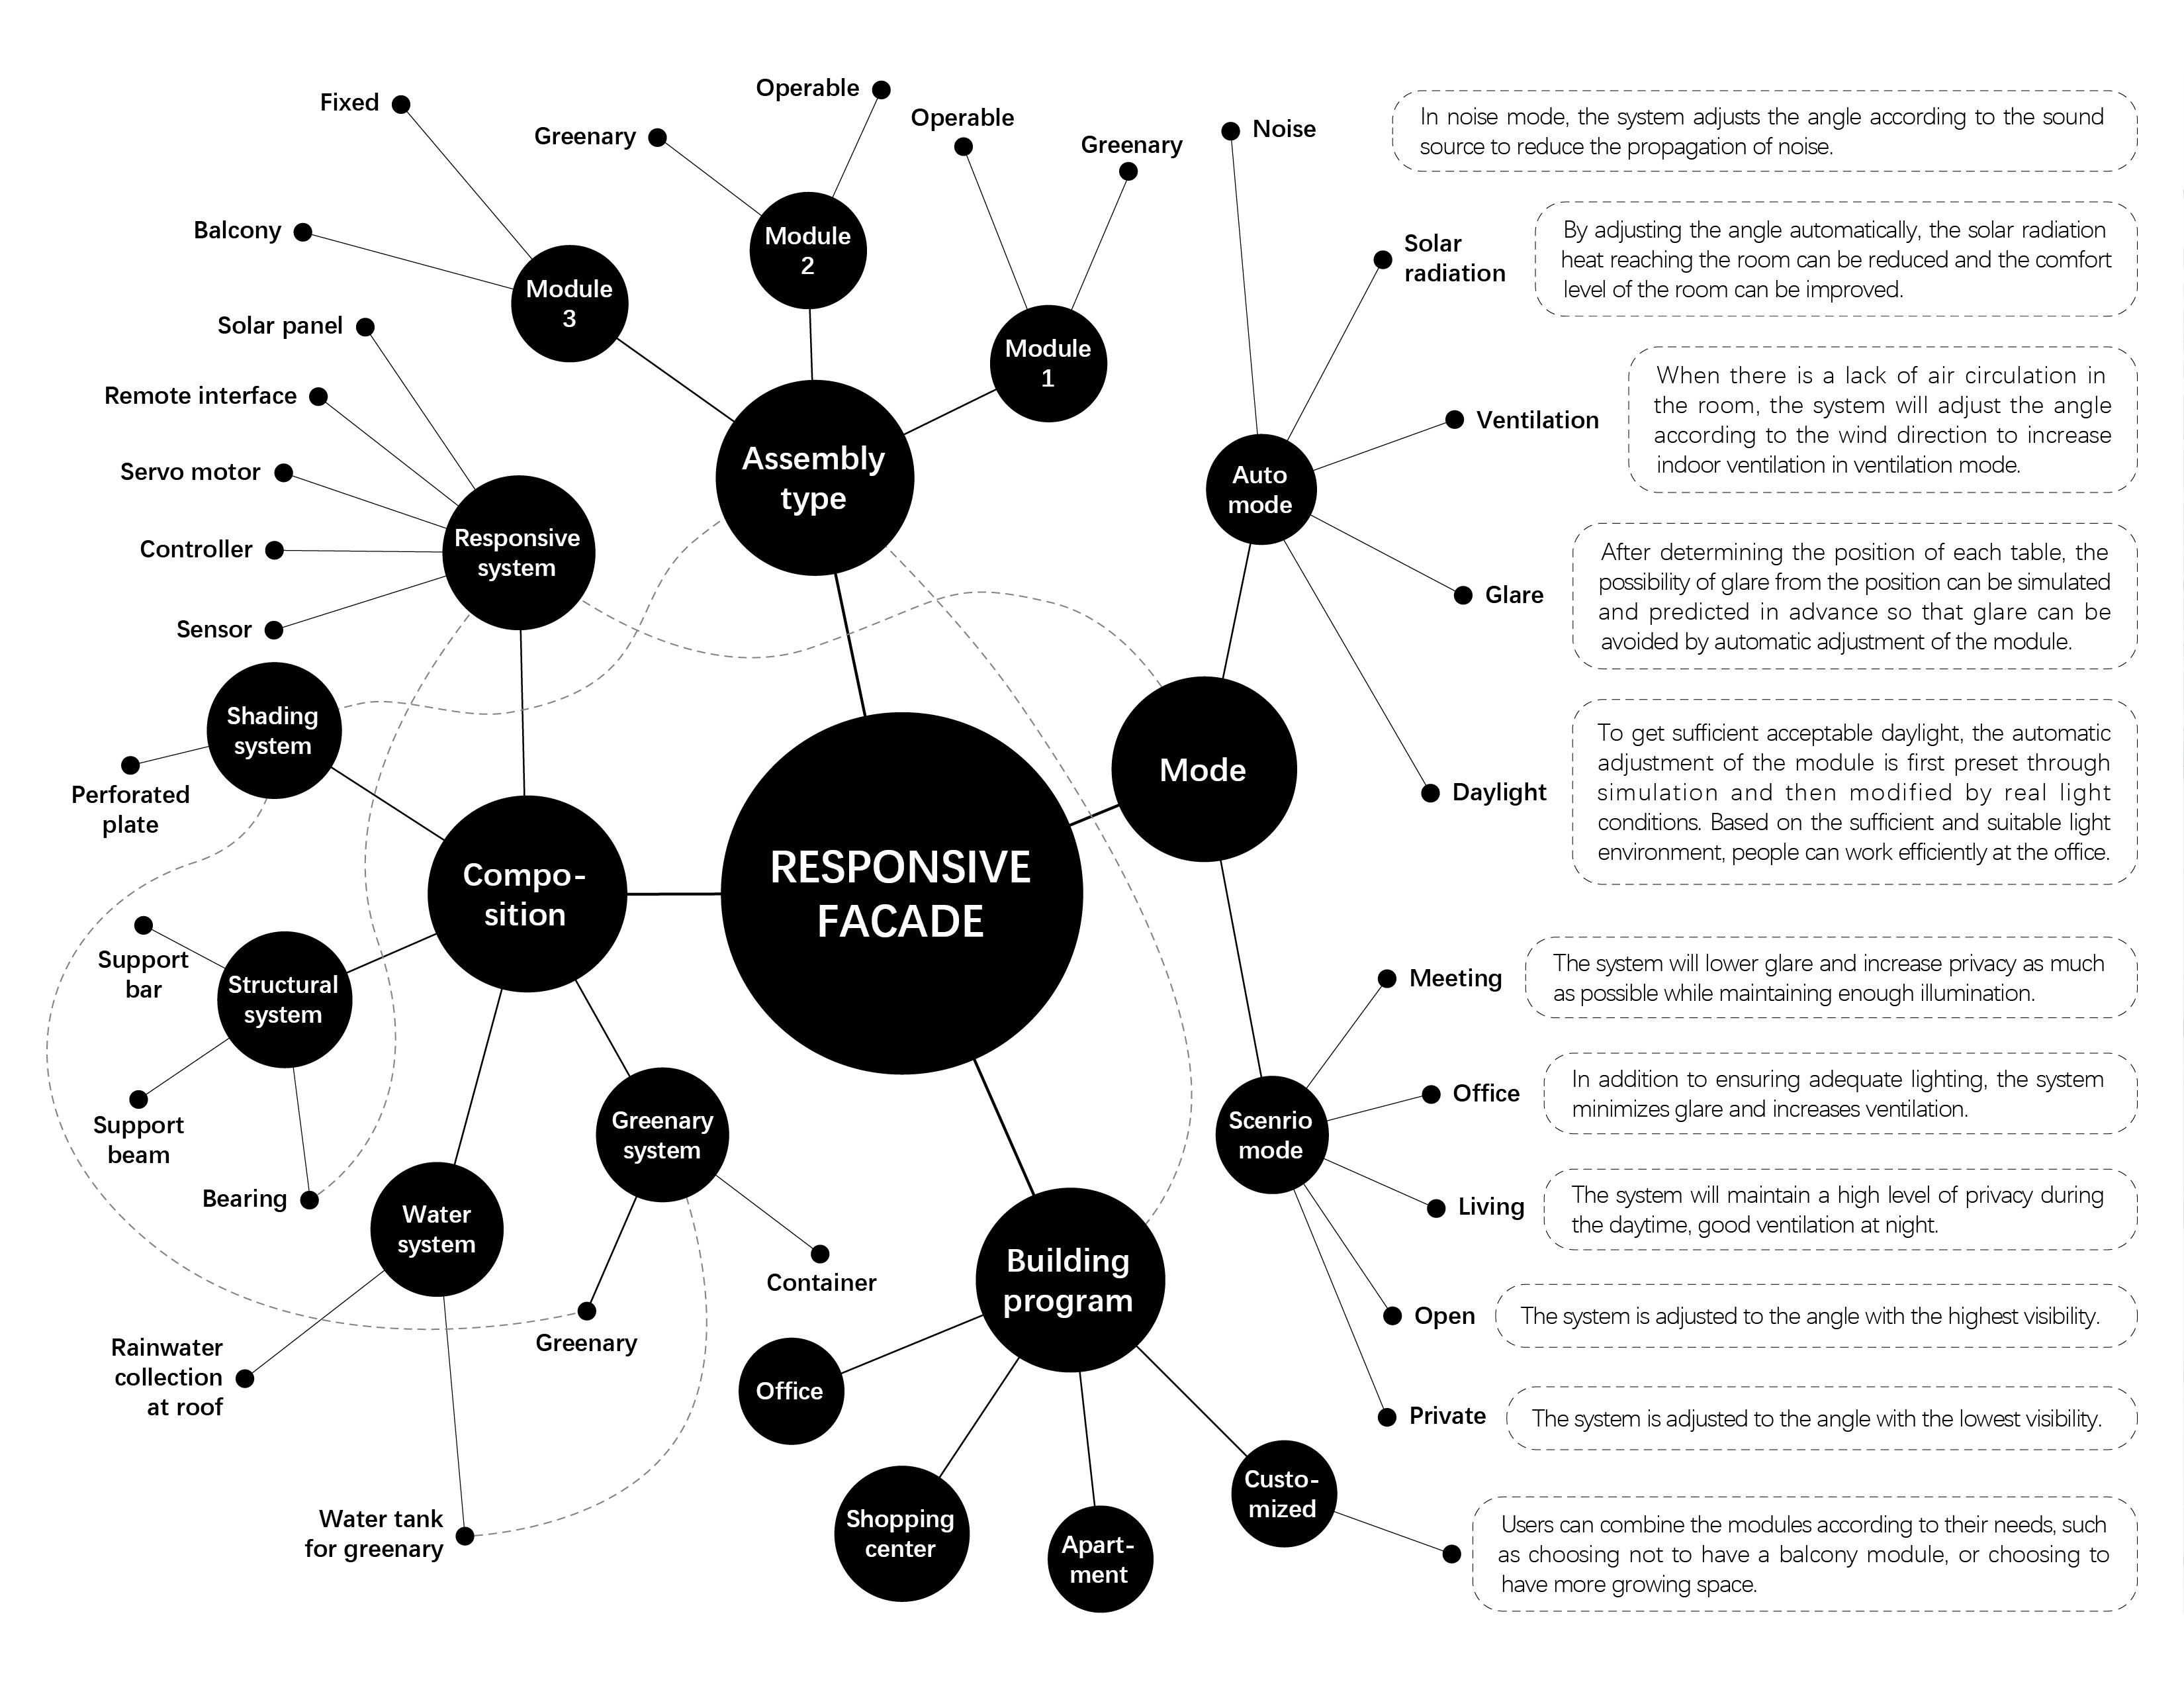 Fixed
Balcony
Module
3
Greenary
Operable
Module
2
Operable
Greenary
Module
1
Assembly
type
Solar panel
Remote interface
Servo motor
Controller
Sensor
Responsive
system
Shading
system
Perforated
plate
Compo-
sition
Support
bar
Structural
system
Support
beam
Bearing
Water
system
Rainwater
collection
at roof
Water tank
for greenary
Greenary
system
Container
Greenary
RESPONSIVE
FACADE
Mode
Auto
mode
Noise
In noise mode, the system adjusts the angle according to the sound
source to reduce the propagation of noise.
Solar
radiation
By adjusting the angle automatically, the solar radiation
heat reaching the room can be reduced and the comfort
level of the room can be improved.
Ventilation
When there is a lack of air circulation in
the room, the system will adjust the angle
according to the wind direction to increase
indoor ventilation in ventilation mode.
Glare
After determining the position of each table, the
possibility of glare from the position can be simulated
and predicted in advance so that glare can be
avoided by automatic adjustment of the module.
Daylight
To get sufficient acceptable daylight, the automatic
adjustment of the module is first preset through
simulation and then modified by real light
conditions. Based on the sufficient and suitable light
environment, people can work efficiently at the office.
Scenrio
mode
Meeting
The system will lower glare and increase privacy as much
as possible while maintaining enough illumination.
Office
In addition to ensuring adequate lighting, the system
minimizes glare and increases ventilation.
Living
The system will maintain a high level of privacy during
the daytime, good ventilation at night.
Open
The system is adjusted to the angle with the highest visibility.
Private
The system is adjusted to the angle with the lowest visibility.
Building
program
Office
Shopping
center
Apart-
ment
Custo-
mized
Users can combine the modules according to their needs, such
as choosing not to have a balcony module, or choosing to
have more growing space.